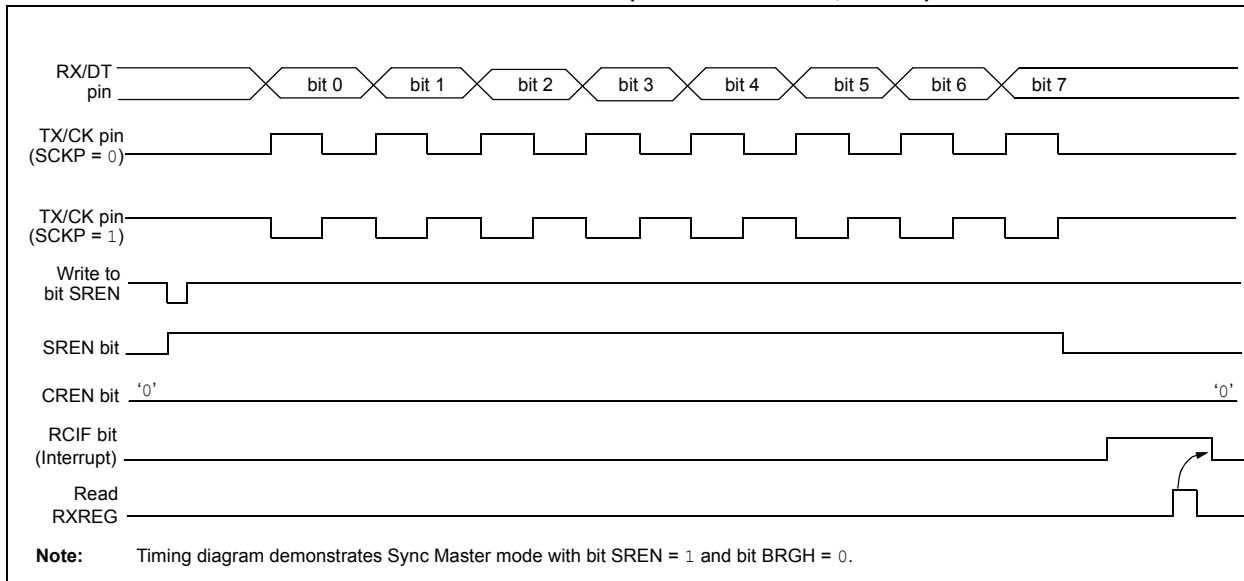 RX/DT
pin
bit 0 bit 1 bit 2 bit 3 bit 4 bit 5 bit 6 bit 7
TX/CK pin
(SCKP = 0)
TX/CK pin
(SCKP = 1)
Write to
bit SREN
SREN bit
CREN bit ‘0’ ‘0’
RCIF bit
(Interrupt)
Read
RXREG
Note: Timing diagram demonstrates Sync Master mode with bit SREN = 1 and bit BRGH = 0.